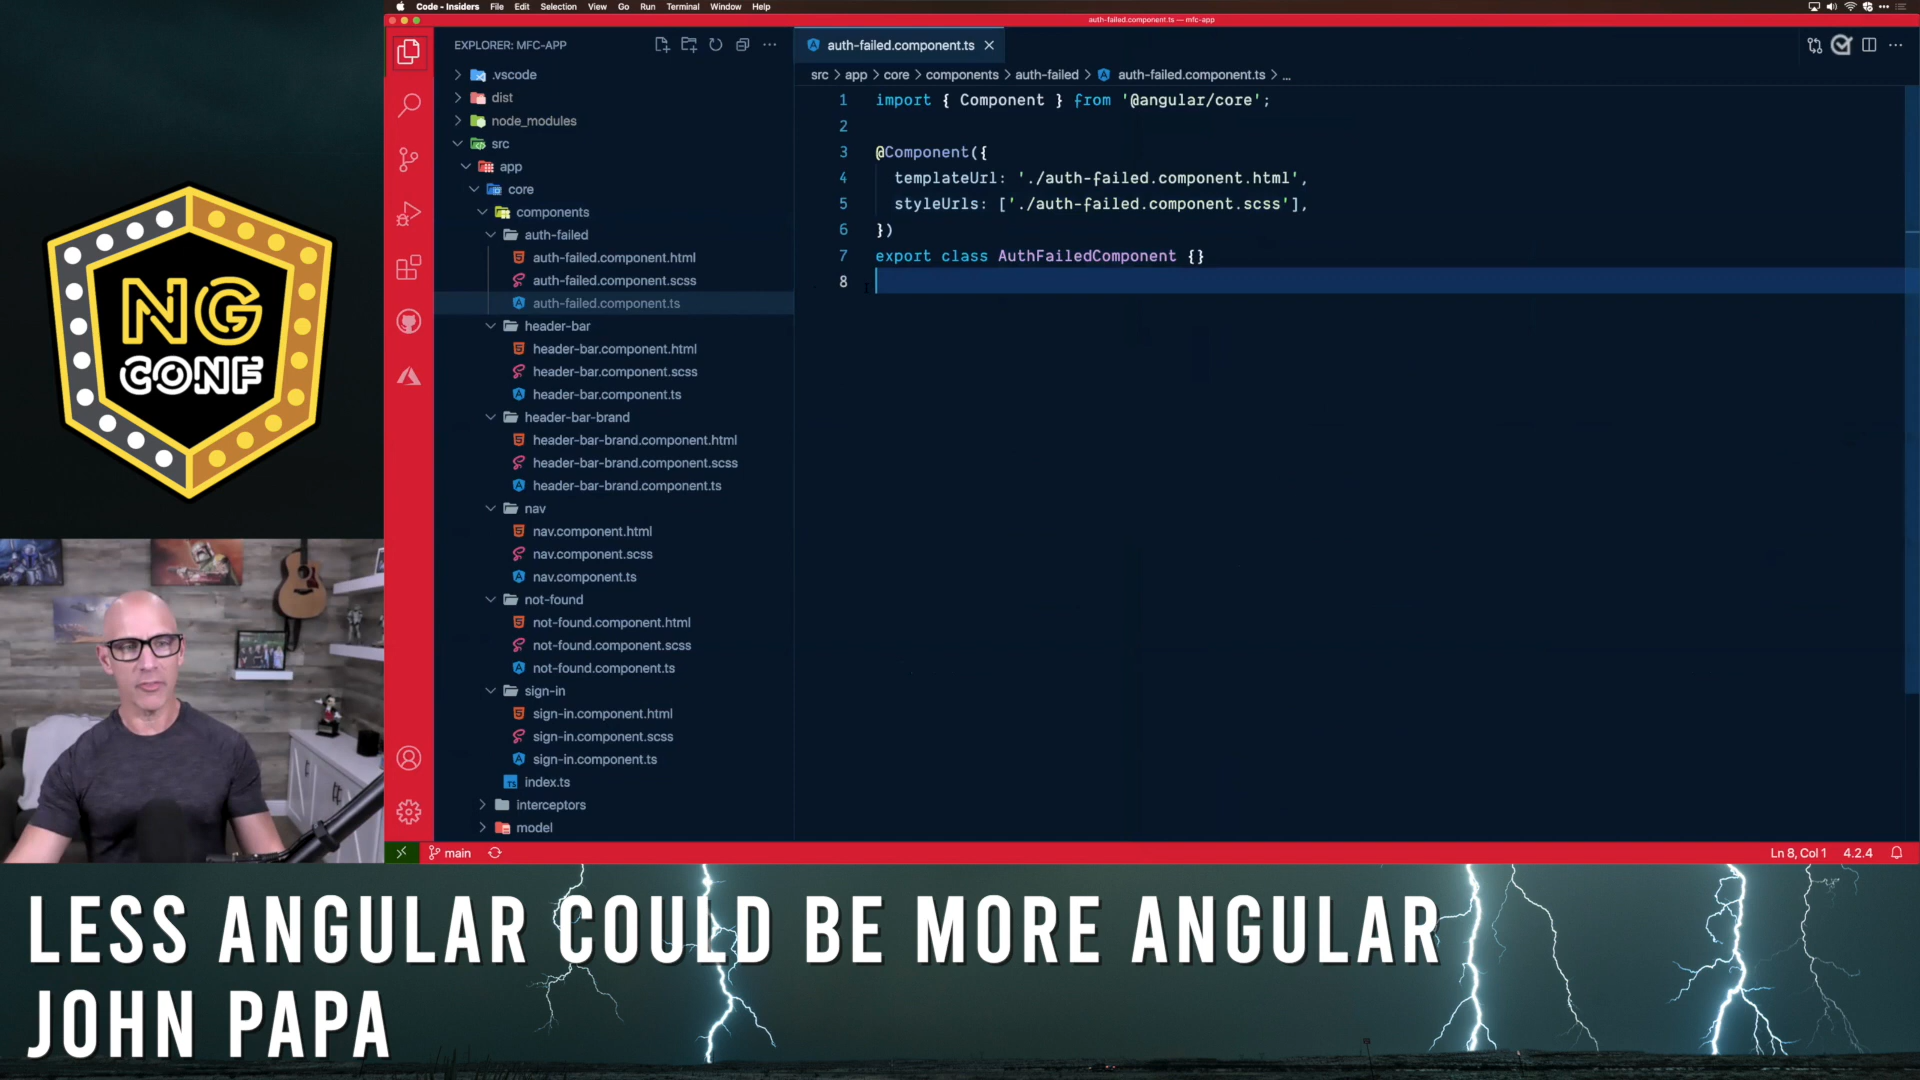 Code - Insiders File Edit Selection View Go Run Terminal Window Help
auth-failed.component.ts — mfc-app
EXPLORER: MFC-APP
.vscode
dist
node_modules
src
app
core
components
auth-failed
auth-failed.component.html
auth-failed.component.scss
auth-failed.component.ts
header-bar
header-bar.component.html
header-bar.component.scss
header-bar.component.ts
header-bar-brand
header-bar-brand.component.html
header-bar-brand.component.scss
header-bar-brand.component.ts
nav
nav.component.html
nav.component.scss
nav.component.ts
not-found
not-found.component.html
not-found.component.scss
not-found.component.ts
sign-in
sign-in.component.html
sign-in.component.scss
sign-in.component.ts
TS index.ts
interceptors
model
auth-failed.component.ts
src > app > core > components > auth-failed > auth-failed.component.ts > ...
1 import { Component } from '@angular/core';
2
3 @Component({
4 templateUrl: './auth-failed.component.html',
5 styleUrls: ['./auth-failed.component.scss'],
6 })
7 export class AuthFailedComponent {}
8
main
Ln 8, Col 1 4.2.4
NG
CONF
LESS ANGULAR COULD BE MORE ANGULAR
JOHN PAPA